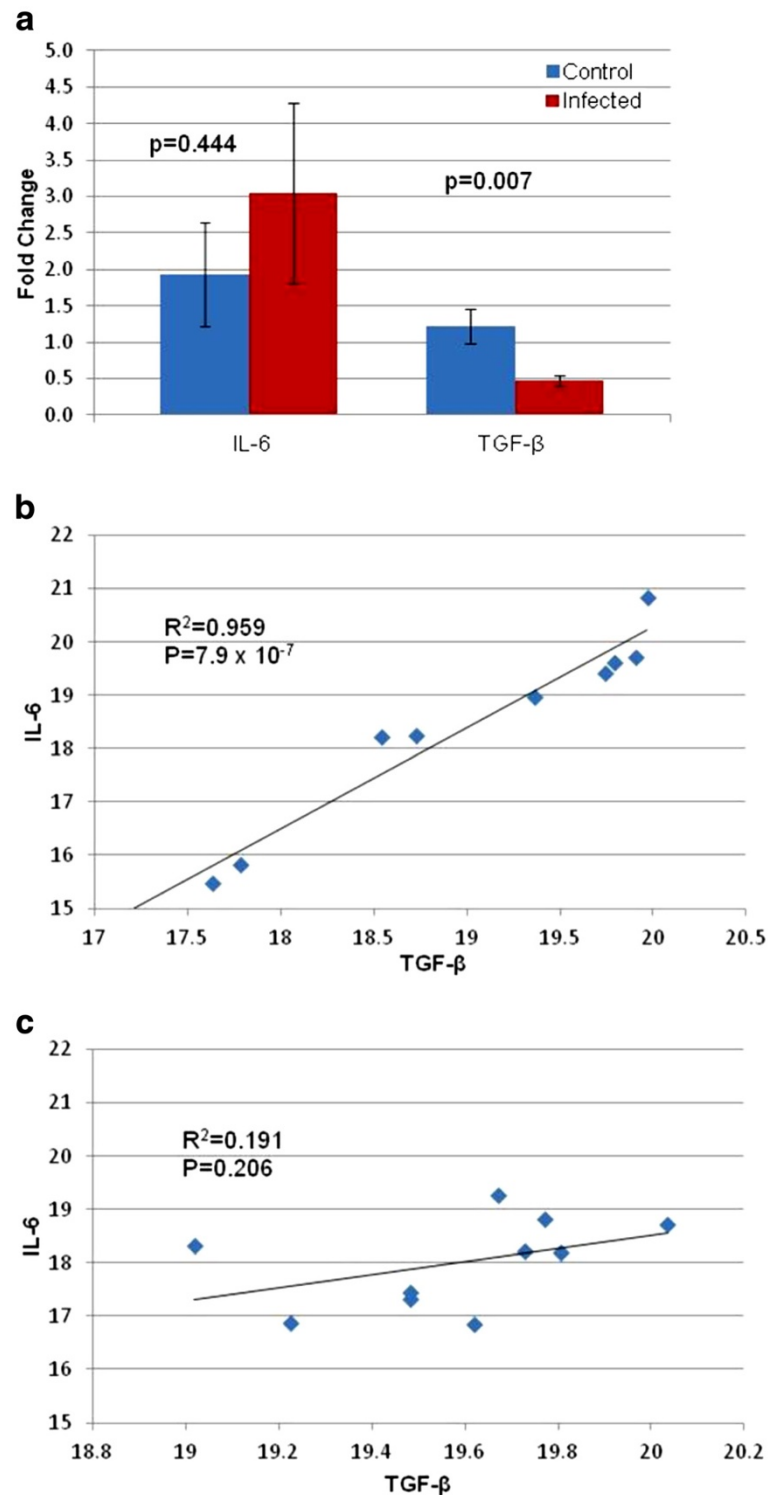 a
5.0
4.5
4.0
3.5
3.0
2.5
2.0
1.5
1.0
0.5
0.0
Fold Change
Control
Infected
p=0.444
p=0.007
IL-6
TGF-β
b
22
21
20
19
18
17
16
15
IL-6
R²=0.959
P=7.9 x 10⁻⁷
17 17.5 18 18.5 19 19.5 20 20.5
TGF-β
c
22
21
20
19
18
17
16
15
IL-6
R²=0.191
P=0.206
18.8 19 19.2 19.4 19.6 19.8 20 20.2
TGF-β